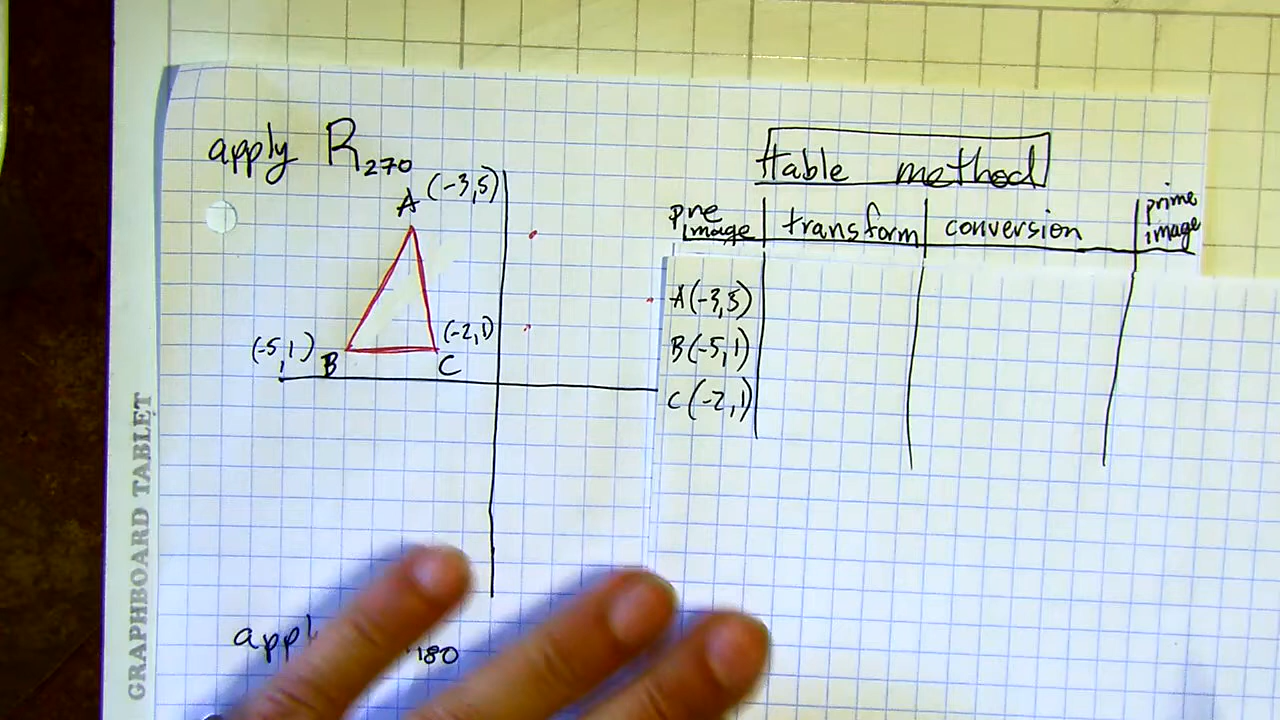 apply R270
A (-3,5)
(-5,1) B
(-2,1)
C
table method
pre image | transform | conversion | prime image
A(-3,5)
B(-5,1)
C(-2,1)
180
GRAPHBOARD TABLET